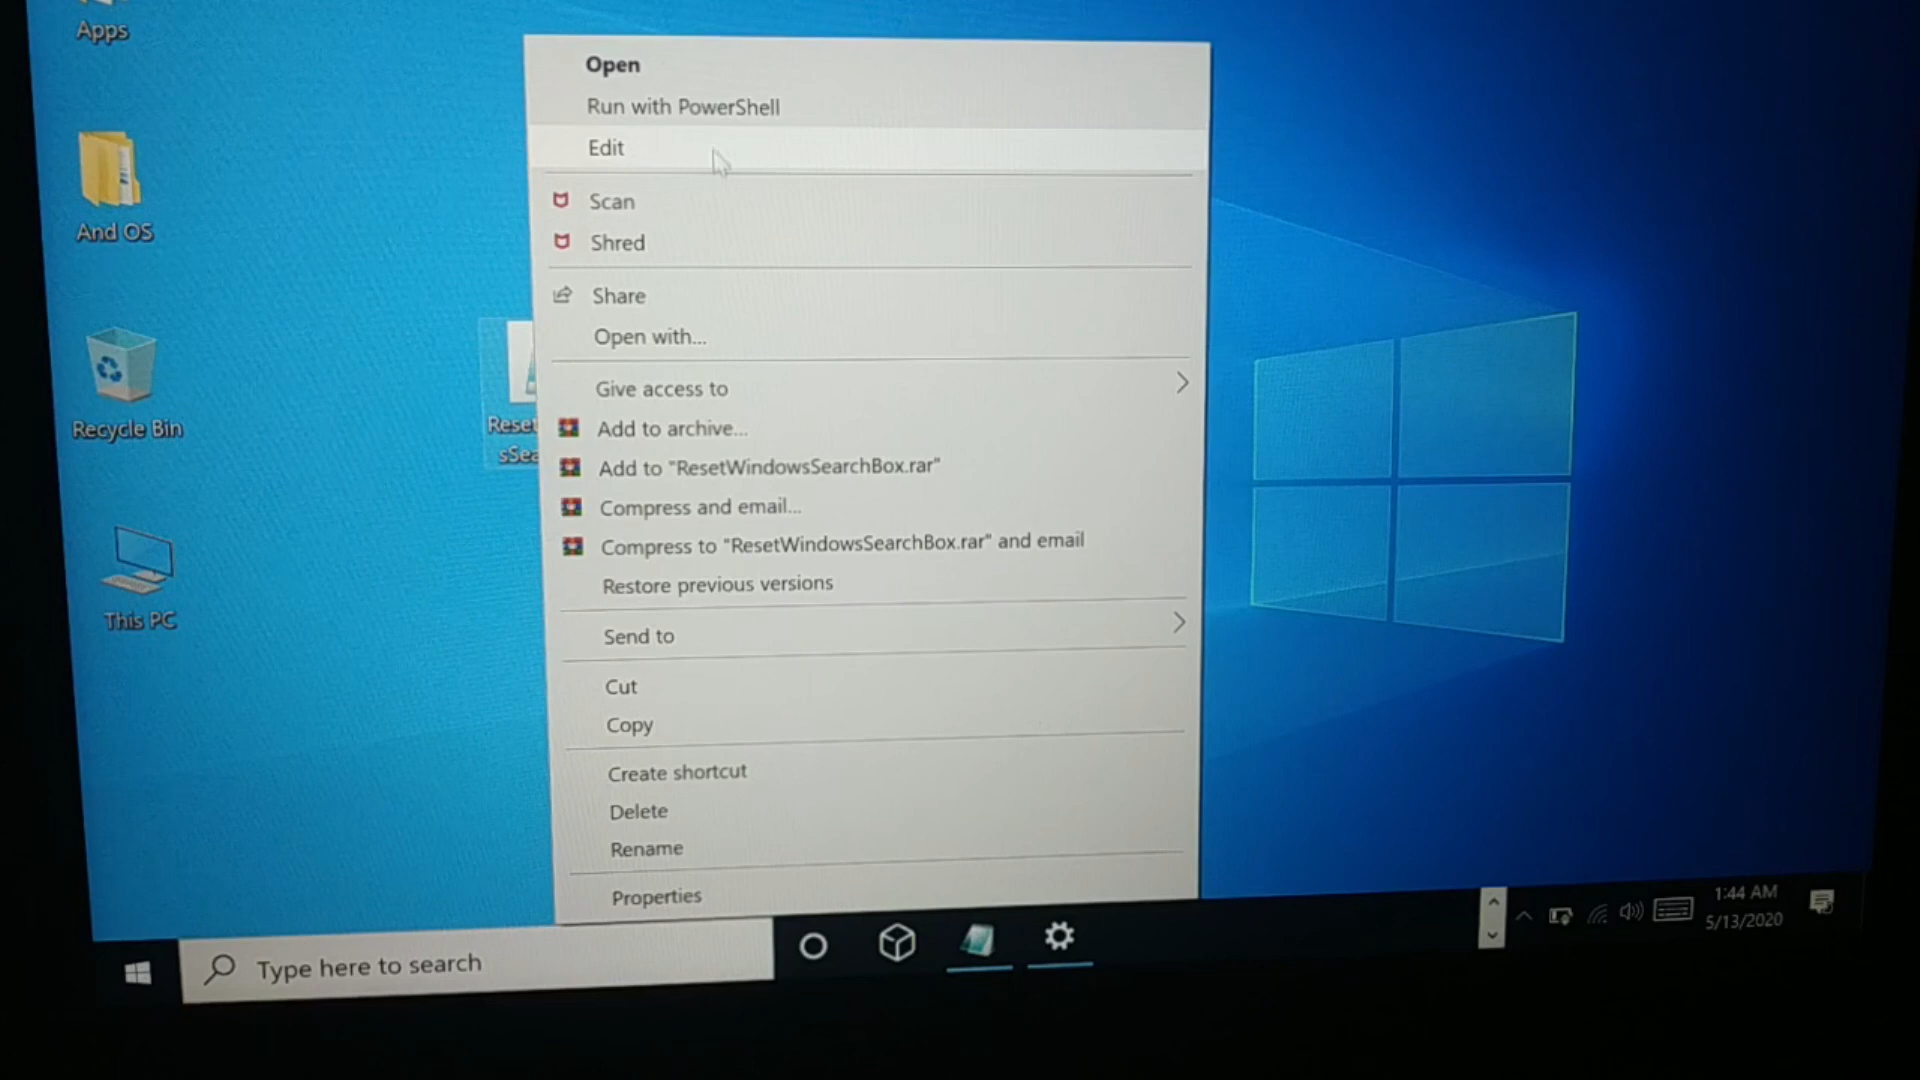 Apps
And OS
Recycle Bin
This PC
Reset
sSea
Open
Run with PowerShell
Edit
Scan
Shred
Share
Open with...
Give access to
Add to archive...
Add to "ResetWindowsSearchBox.rar"
Compress and email...
Compress to "ResetWindowsSearchBox.rar" and email
Restore previous versions
Send to
Cut
Copy
Create shortcut
Delete
Rename
Properties
Type here to search
1:44 AM
5/13/2020